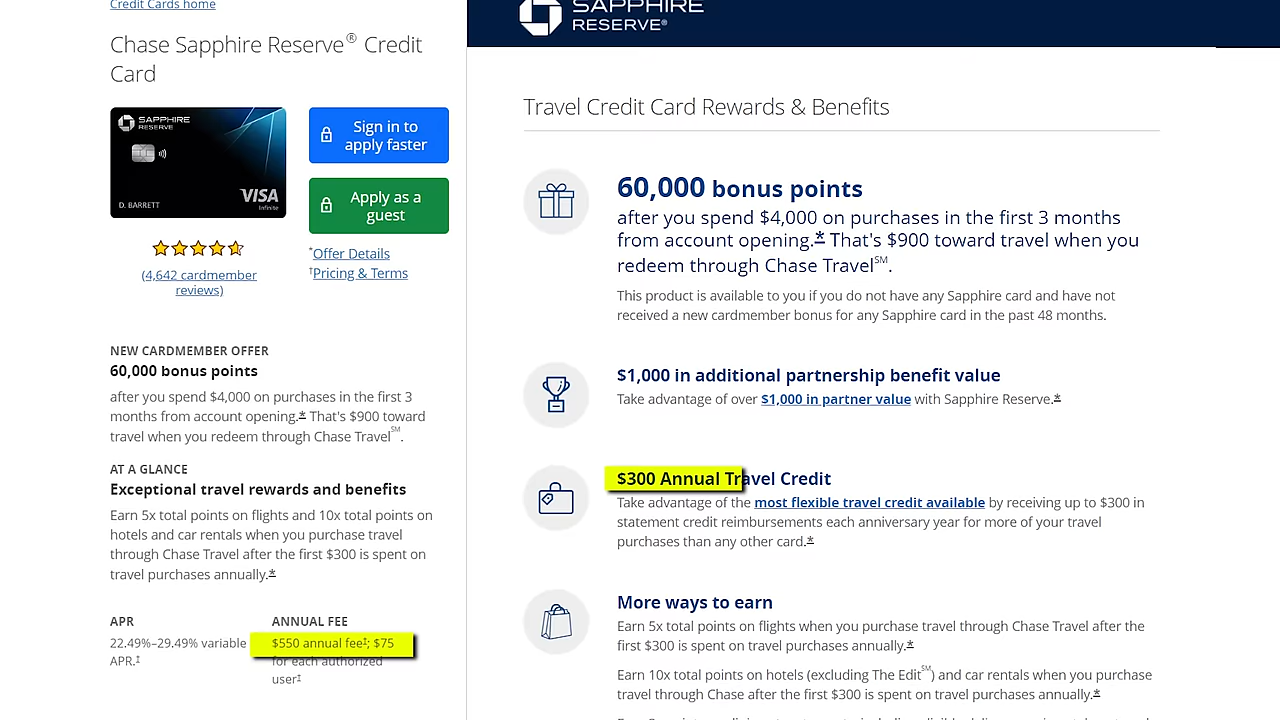 Credit Cards home
Chase Sapphire Reserve® Credit
Card
SAPPHIRE
RESERVE
D. BARRETT
VISA
Infinite
Sign in to
apply faster
Apply as a
guest
*Offer Details
†Pricing & Terms
(4,642 cardmember
reviews)
NEW CARDMEMBER OFFER
60,000 bonus points
after you spend $4,000 on purchases in the first 3
months from account opening.* That's $900 toward
travel when you redeem through Chase Travel℠.
AT A GLANCE
Exceptional travel rewards and benefits
Earn 5x total points on flights and 10x total points on
hotels and car rentals when you purchase travel
through Chase Travel after the first $300 is spent on
travel purchases annually.*
APR
22.49%–29.49% variable
APR.†
ANNUAL FEE
$550 annual fee†; $75
for each authorized
user†
SAPPHIRE
RESERVE®
Travel Credit Card Rewards & Benefits
60,000 bonus points
after you spend $4,000 on purchases in the first 3 months
from account opening.* That's $900 toward travel when you
redeem through Chase Travel℠.
This product is available to you if you do not have any Sapphire card and have not
received a new cardmember bonus for any Sapphire card in the past 48 months.
$1,000 in additional partnership benefit value
Take advantage of over $1,000 in partner value with Sapphire Reserve.*
$300 Annual Travel Credit
Take advantage of the most flexible travel credit available by receiving up to $300 in
statement credit reimbursements each anniversary year for more of your travel
purchases than any other card.*
More ways to earn
Earn 5x total points on flights when you purchase travel through Chase Travel after the
first $300 is spent on travel purchases annually.*
Earn 10x total points on hotels (excluding The Edit℠) and car rentals when you purchase
travel through Chase after the first $300 is spent on travel purchases annually.*